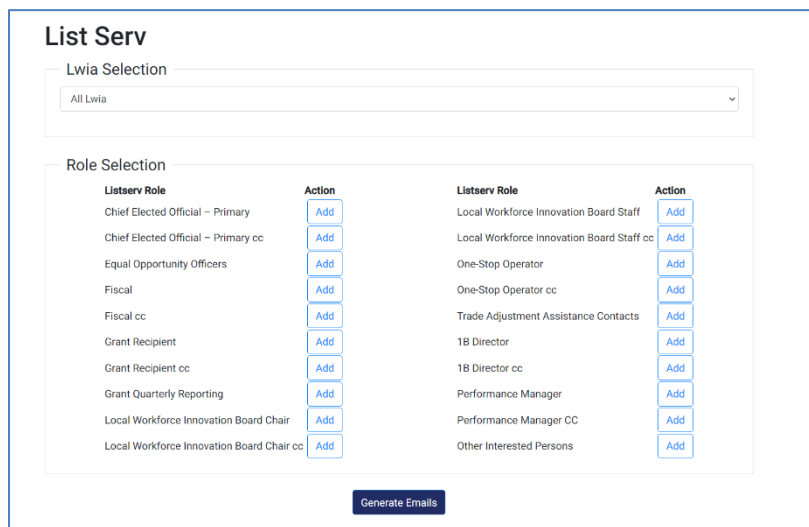 List Serv
Lwia Selection
All Lwia
Role Selection
Listserv Role Action Listserv Role Action
Chief Elected Official – Primary Add Local Workforce Innovation Board Staff Add
Chief Elected Official – Primary cc Add Local Workforce Innovation Board Staff cc Add
Equal Opportunity Officers Add One-Stop Operator Add
Fiscal Add One-Stop Operator cc Add
Fiscal cc Add Trade Adjustment Assistance Contacts Add
Grant Recipient Add 1B Director Add
Grant Recipient cc Add 1B Director cc Add
Grant Quarterly Reporting Add Performance Manager Add
Local Workforce Innovation Board Chair Add Performance Manager CC Add
Local Workforce Innovation Board Chair cc Add Other Interested Persons Add
Generate Emails